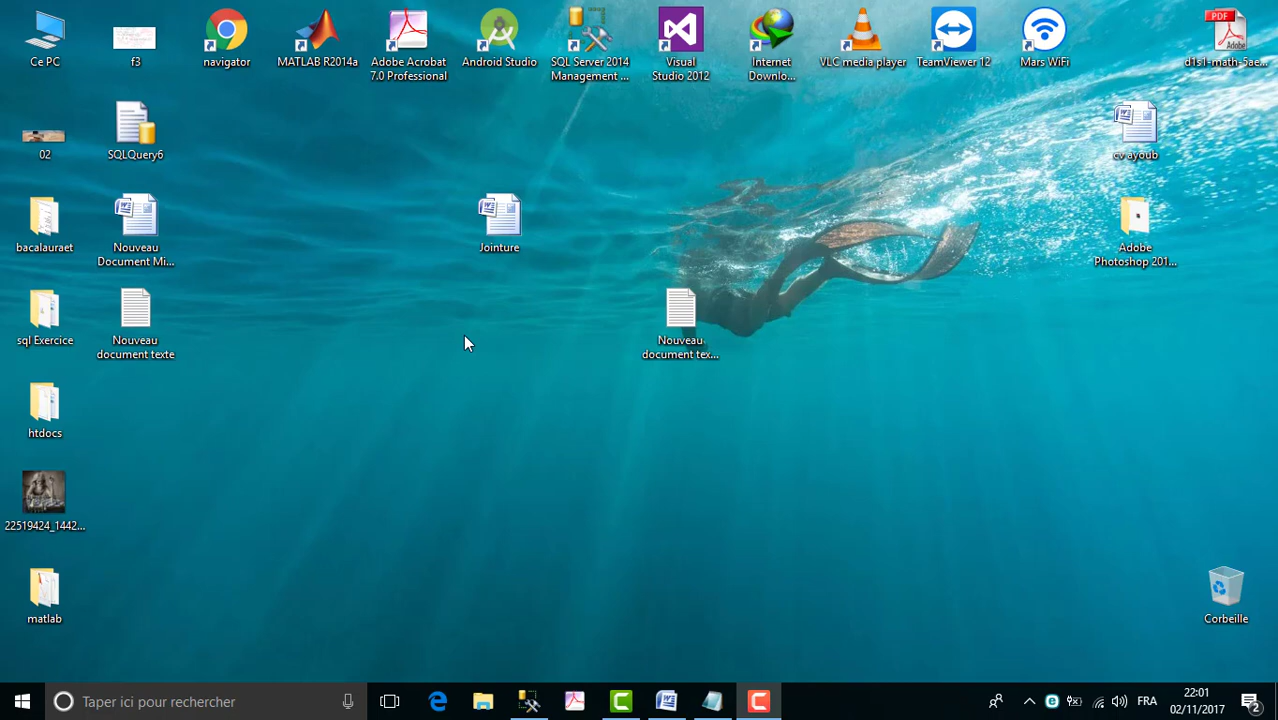 Ce PC
f3
navigator
MATLAB R2014a
Adobe Acrobat
7.0 Professional
Android Studio
SQL Server 2014
Management ...
Visual
Studio 2012
Internet
Downlo...
VLC media player
TeamViewer 12
Mars WiFi
PDF
Adobe
d1s1-math-5ae...
02
SQLQuery6
cv ayoub
bacalauraet
Nouveau
Document Mi...
Jointure
Adobe
Photoshop 201...
sql Exercice
Nouveau
document texte
Nouveau
document tex...
htdocs
22519424_1442...
matlab
Corbeille
Taper ici pour rechercher
FRA
22:01
02/11/2017
2